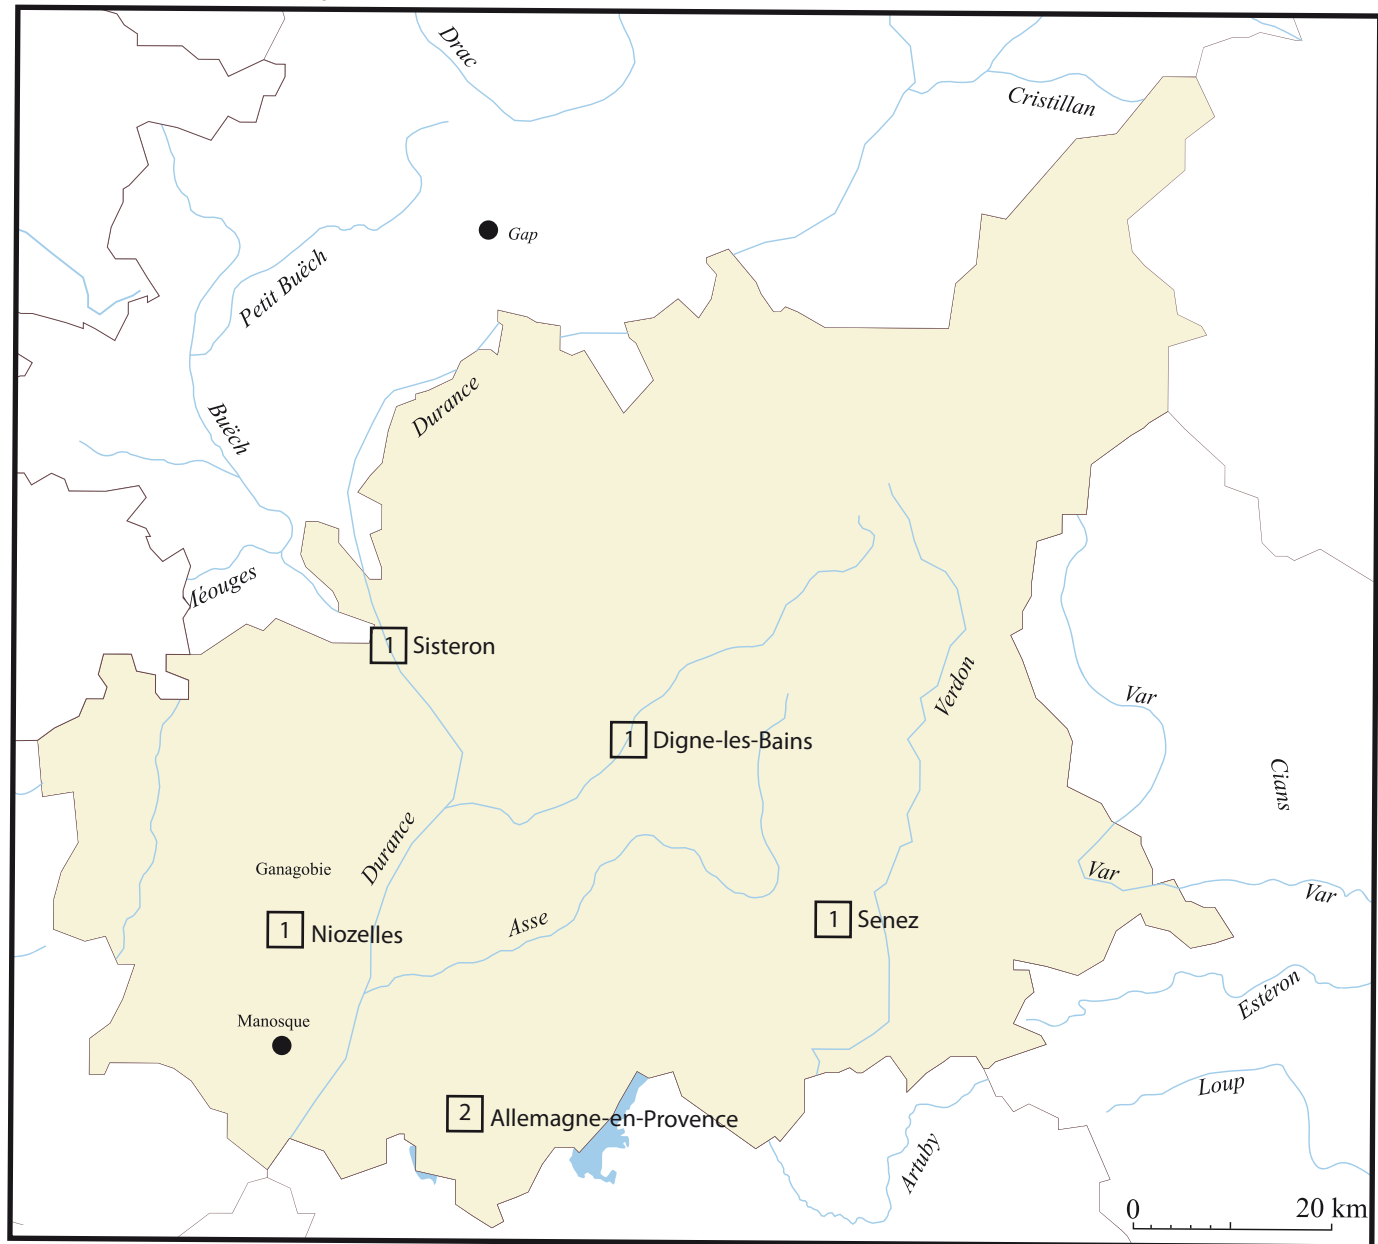 Drac
Cristillan
Gap
Petit Buëch
Durance
Buëch
Méouges
1 Sisteron
Verdon
Var
1 Digne-les-Bains
Cians
Durance
Ganagobie
Var
Var
Asse
1 Niozelles
1 Senez
Estéron
Manosque
Loup
2 Allemagne-en-Provence
Artuby
0 20 km